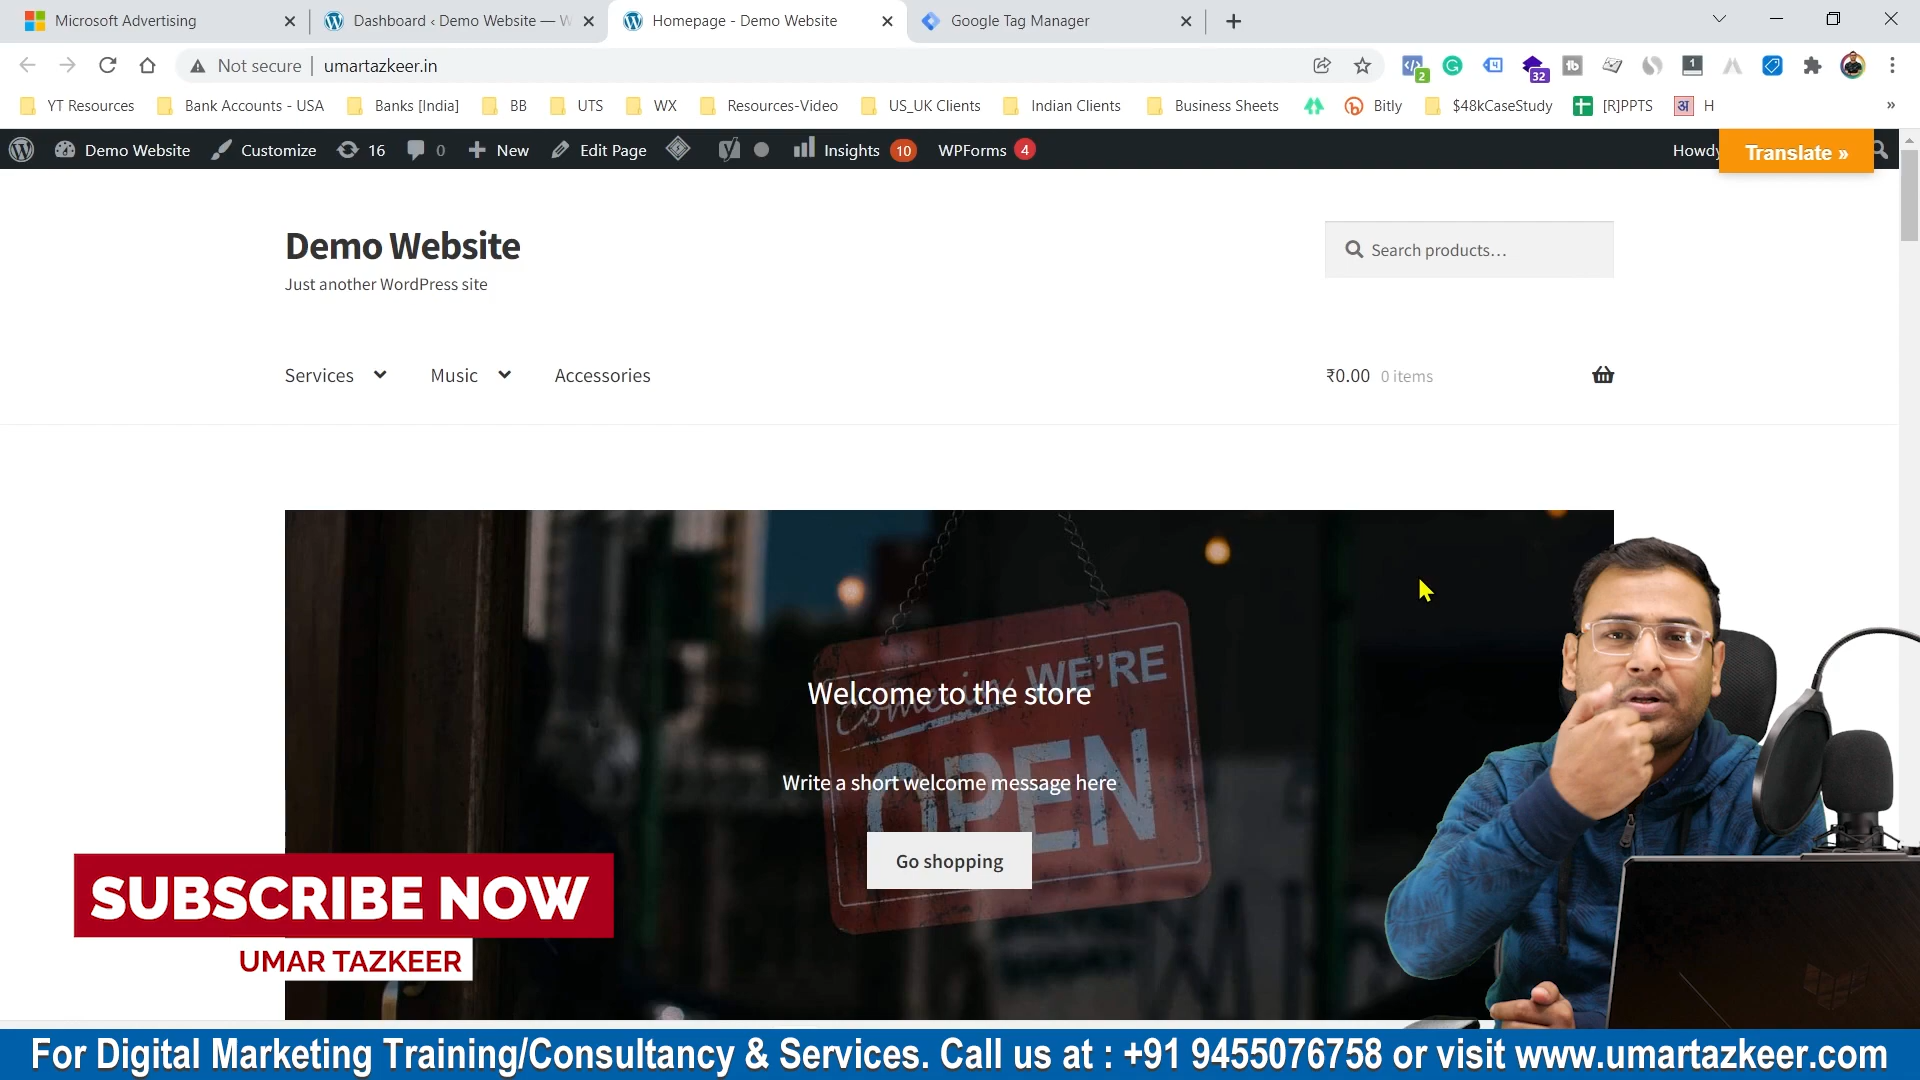 Microsoft Advertising
Dashboard ‹ Demo Website — W
Homepage - Demo Website
Google Tag Manager
Not secure
umartazkeer.in
2
32
1
YT Resources
Bank Accounts - USA
Banks [India]
BB
UTS
WX
Resources-Video
US_UK Clients
Indian Clients
Business Sheets
Bitly
$48kCaseStudy
[R]PPTS
अ
H
»
Demo Website
Customize
16
0
New
Edit Page
Insights
10
WPForms
4
Howdy
Translate »
Demo Website
Just another WordPress site
Search products…
Services
Music
Accessories
₹0.00
0 items
Come in WE'RE
OPEN
Welcome to the store
Write a short welcome message here
Go shopping
SUBSCRIBE NOW
UMAR TAZKEER
For Digital Marketing Training/Consultancy & Services. Call us at : +91 9455076758 or visit www.umartazkeer.com